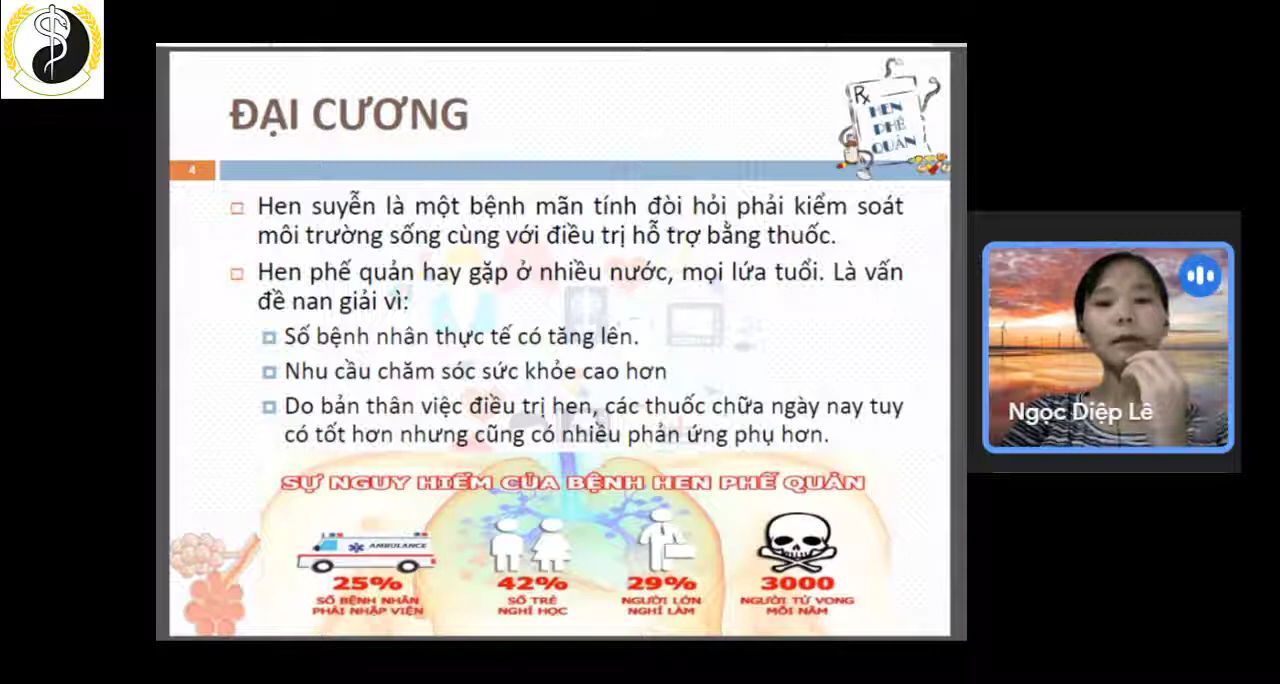 ĐẠI CƯƠNG
Rx
HEN
PHẾ
QUẢN
4
Hen suyễn là một bệnh mãn tính đòi hỏi phải kiểm soát
môi trường sống cùng với điều trị hỗ trợ bằng thuốc.
Hen phế quản hay gặp ở nhiều nước, mọi lứa tuổi. Là vấn
đề nan giải vì:
Số bệnh nhân thực tế có tăng lên.
Nhu cầu chăm sóc sức khỏe cao hơn
Do bản thân việc điều trị hen, các thuốc chữa ngày nay tuy
có tốt hơn nhưng cũng có nhiều phản ứng phụ hơn.
Ngọc Diệp Lê
SỰ NGUY HIỂM CỦA BỆNH HEN PHẾ QUẢN
AMBULANCE
25%
SỐ BỆNH NHÂN
PHẢI NHẬP VIỆN
42%
SỐ TRẺ
NGHỈ HỌC
29%
NGƯỜI LỚN
NGHỈ LÀM
3000
NGƯỜI TỬ VONG
MỖI NĂM